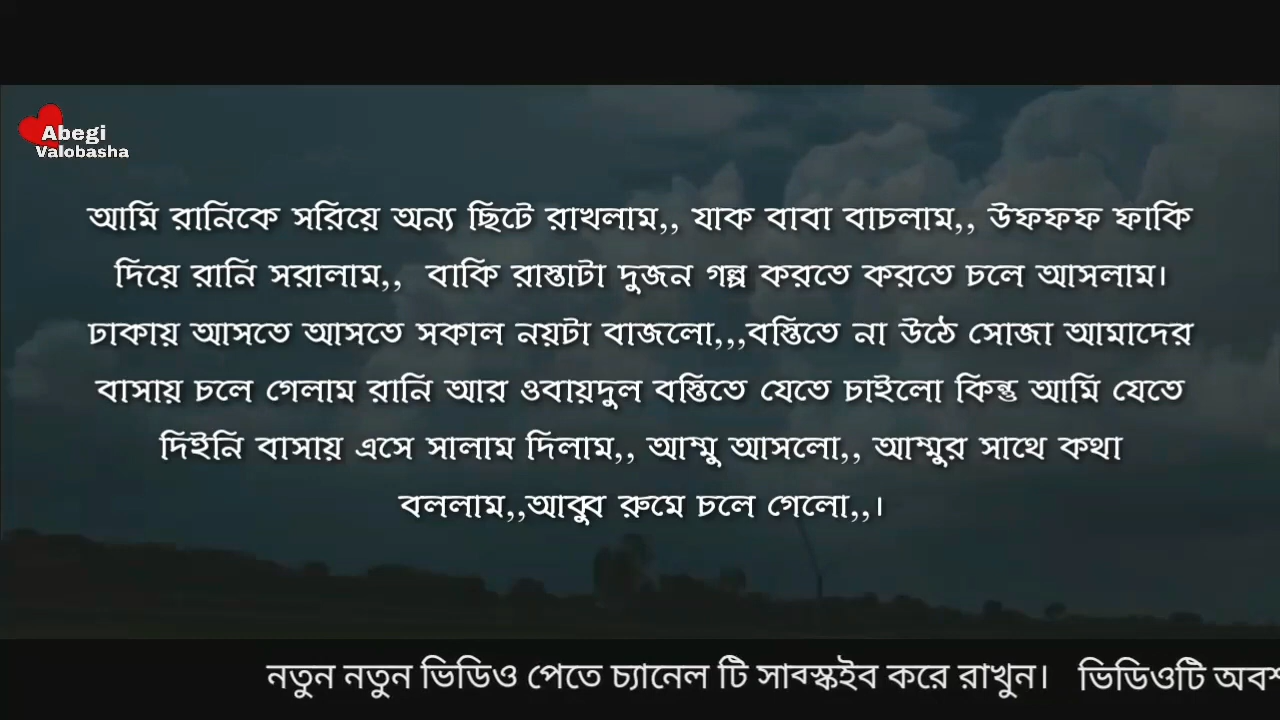 Abegi
Valobasha
আমি রানিকে সরিয়ে অন্য ছিটে রাখলাম,, যাক বাবা বাচলাম,, উফফফ ফাকি
দিয়ে রানি সরালাম,, বাকি রাস্তাটা দুজন গল্প করতে করতে চলে আসলাম।
ঢাকায় আসতে আসতে সকাল নয়টা বাজলো,,,বস্তিতে না উঠে সোজা আমাদের
বাসায় চলে গেলাম রানি আর ওবায়দুল বস্তিতে যেতে চাইলো কিন্তু আমি যেতে
দিইনি বাসায় এসে সালাম দিলাম,, আম্মু আসলো,, আম্মুর সাথে কথা
বললাম,,আব্বু রুমে চলে গেলো,,।
নতুন নতুন ভিডিও পেতে চ্যানেল টি সাবস্ক্রইব করে রাখুন। ভিডিওটি